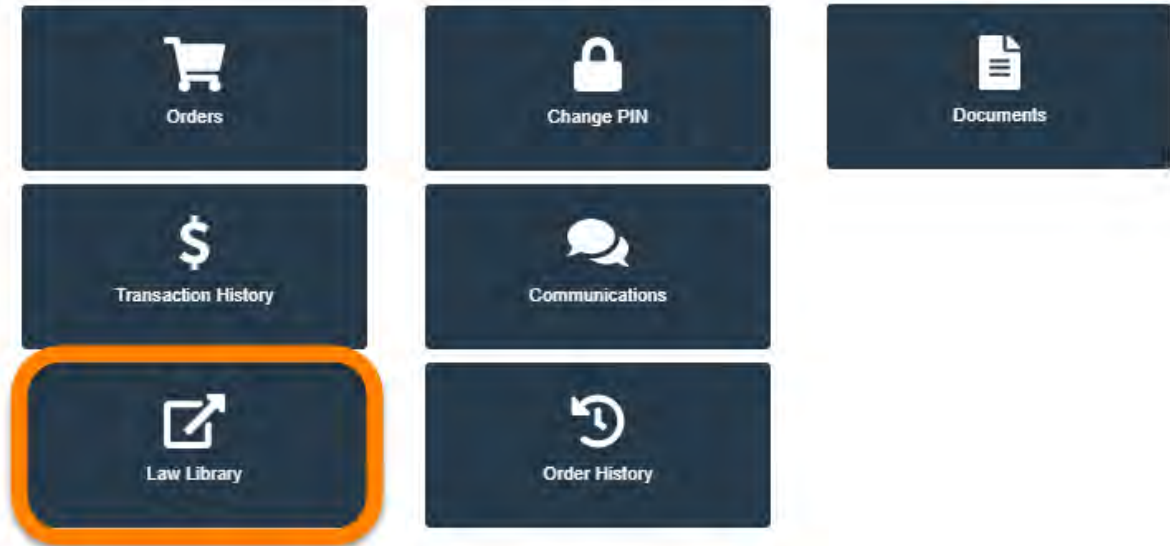 Orders
Change PIN
Documents
$
Transaction History
Communications
Law Library
Order History